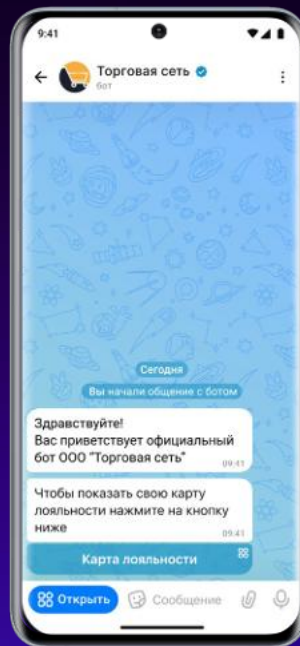 9:41
Торговая сеть
бот
Сегодня
Вы начали общение с ботом
Здравствуйте!
Вас приветствует официальный
бот ООО "Торговая сеть"
09:41
Чтобы показать свою карту
лояльности нажмите на кнопку
ниже
09:41
Карта лояльности
Открыть
Сообщение